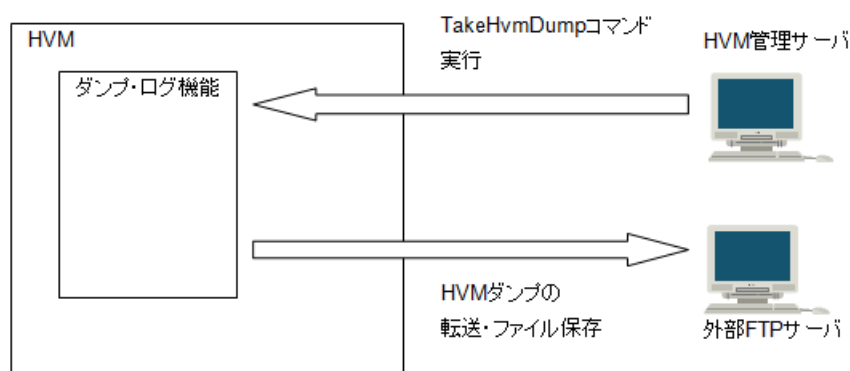 HVM
ダンプ・ログ機能
TakeHvmDumpコマンド
実行
HVM管理サーバ
HVMダンプの
転送・ファイル保存
外部FTPサーバ